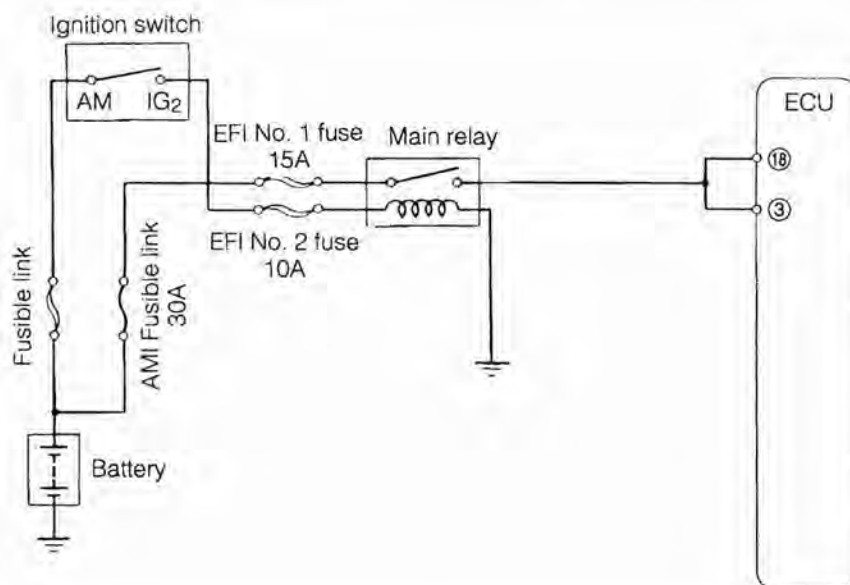 Ignition switch
AM IG2
EFI No. 1 fuse
15A
Main relay
ECU
18
3
EFI No. 2 fuse
10A
Fusible link
AMI Fusible link
30A
Battery